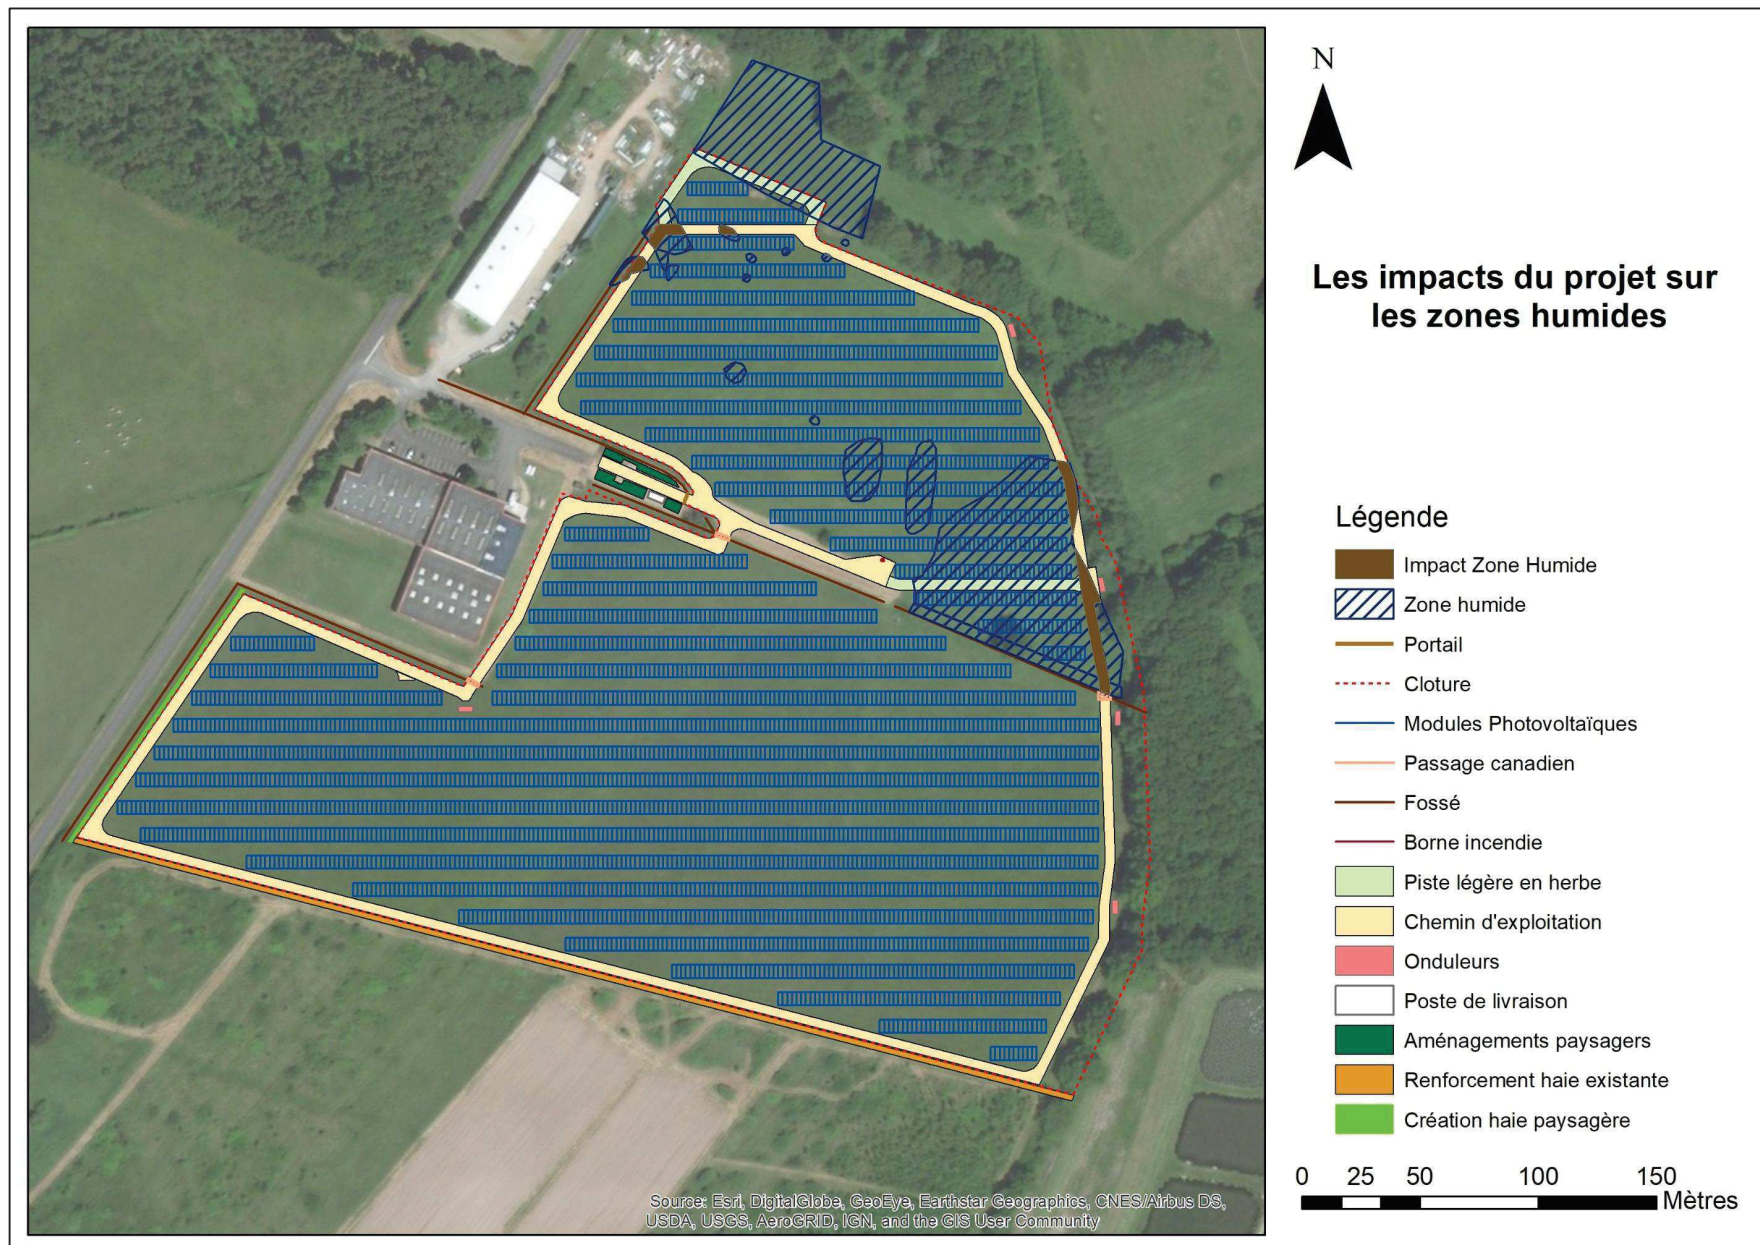 N
Les impacts du projet sur
les zones humides
Légende
Impact Zone Humide
Zone humide
Portail
Cloture
Modules Photovoltaïques
Passage canadien
Fossé
Borne incendie
Piste légère en herbe
Chemin d'exploitation
Onduleurs
Poste de livraison
Aménagements paysagers
Renforcement haie existante
Création haie paysagère
0 25 50 100 150
Mètres
Source: Esri, DigitalGlobe, GeoEye, Earthstar Geographics, CNES/Airbus DS,
USDA, USGS, AeroGRID, IGN, and the GIS User Community